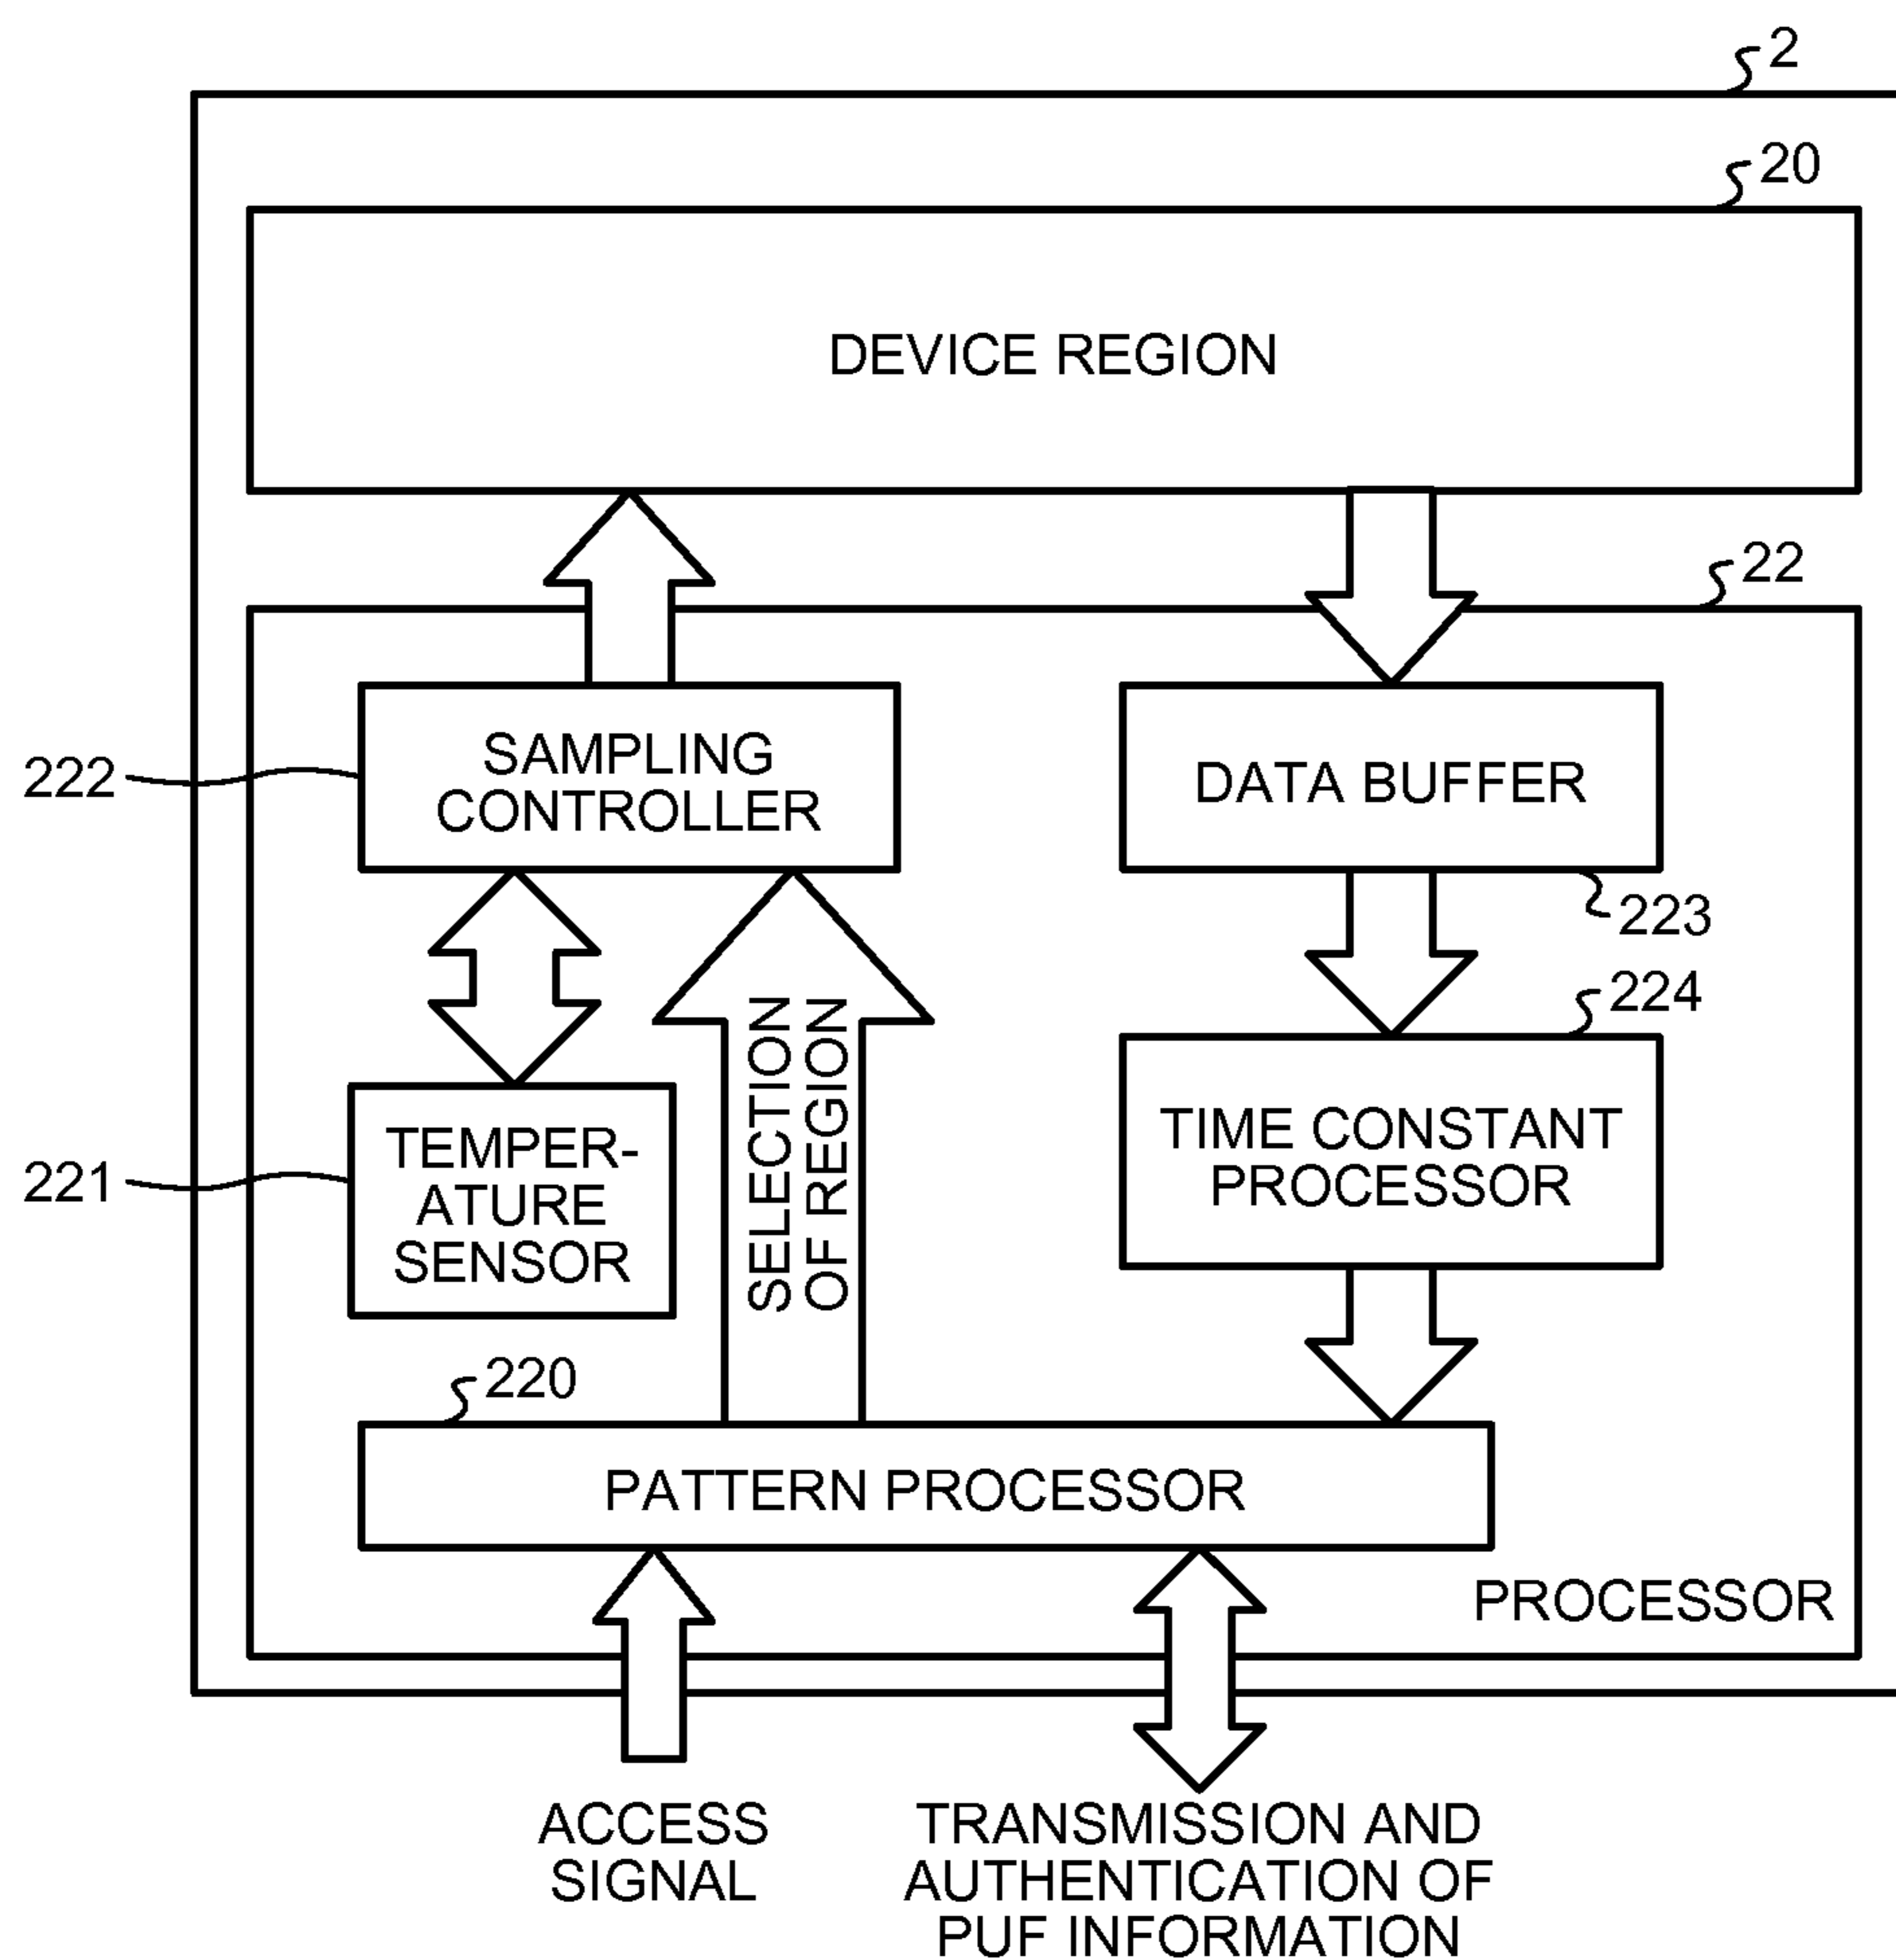 2
20
DEVICE REGION
22
222
SAMPLING
CONTROLLER
DATA BUFFER
223
224
SELECTION
OF REGION
221
TEMPER-
ATURE
SENSOR
TIME CONSTANT
PROCESSOR
220
PATTERN PROCESSOR
PROCESSOR
ACCESS
SIGNAL
TRANSMISSION AND
AUTHENTICATION OF
PUF INFORMATION